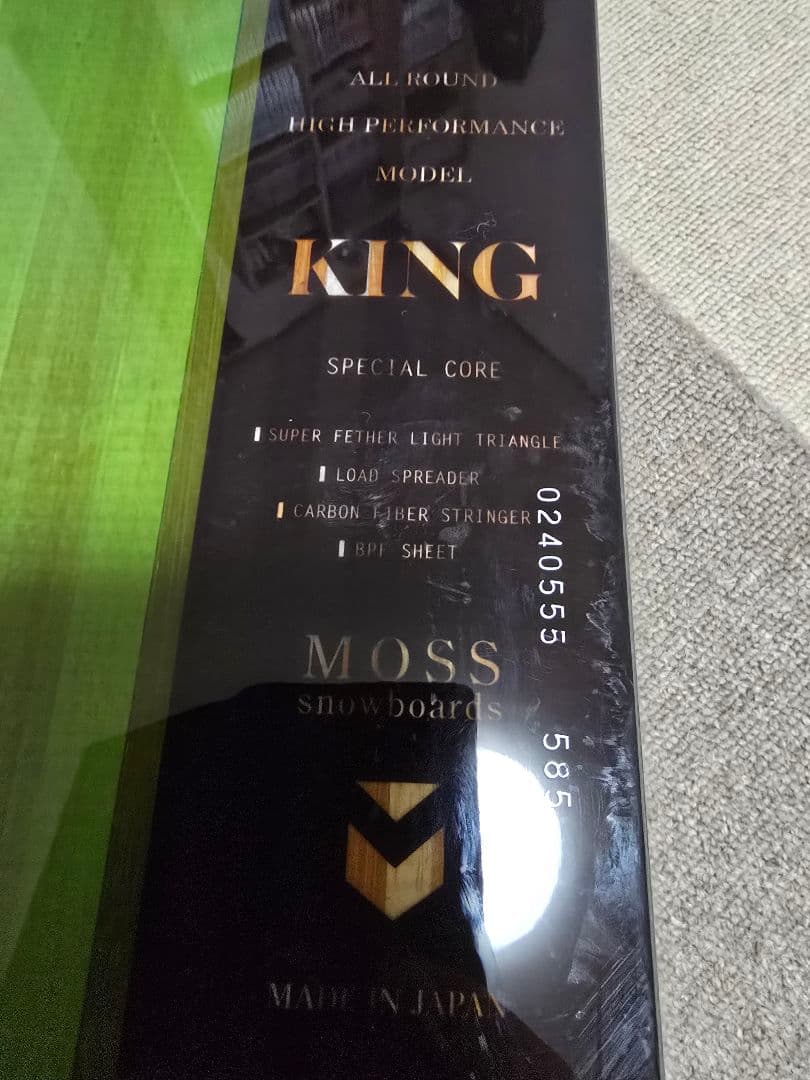 ALL ROUND
HIGH PERFORMANCE
MODEL
KING
SPECIAL CORE
SUPER FETHER LIGHT TRIANGLE
LOAD SPREADER
CARBON FIBER STRINGER
BPF SHEET
MOSS
snowboards
MADE IN JAPAN
0240555 585